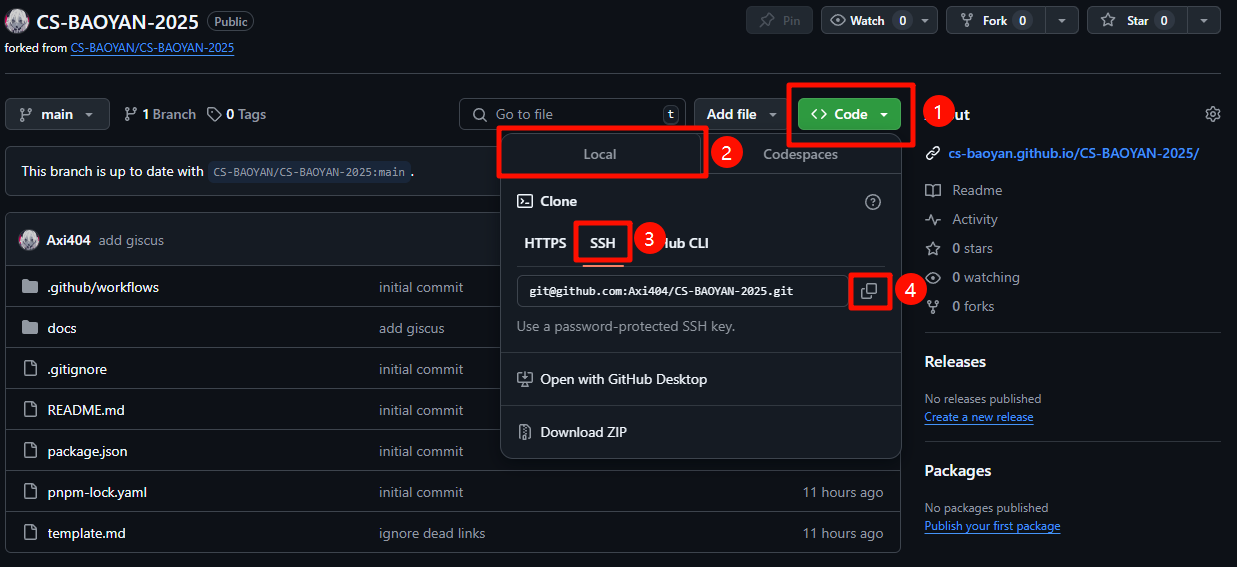 CS-BAOYAN-2025 Public Pin Watch 0 Fork 0 Star 0
forked from CS-BAOYAN/CS-BAOYAN-2025
main 1 Branch 0 Tags Go to file t Add file <> Code 1
Local 2 Codespaces
This branch is up to date with CS-BAOYAN/CS-BAOYAN-2025:main .
Clone
HTTPS SSH 3 Hub CLI
git@github.com:Axi404/CS-BAOYAN-2025.git 4
Use a password-protected SSH key.
Open with GitHub Desktop
Download ZIP
Axi404 add giscus
.github/workflows initial commit
docs add giscus
.gitignore initial commit
README.md initial commit
package.json initial commit
pnpm-lock.yaml initial commit 11 hours ago
template.md ignore dead links 11 hours ago
cs-baoyan.github.io/CS-BAOYAN-2025/
Readme
Activity
0 stars
0 watching
0 forks
Releases
No releases published
Create a new release
Packages
No packages published
Publish your first package